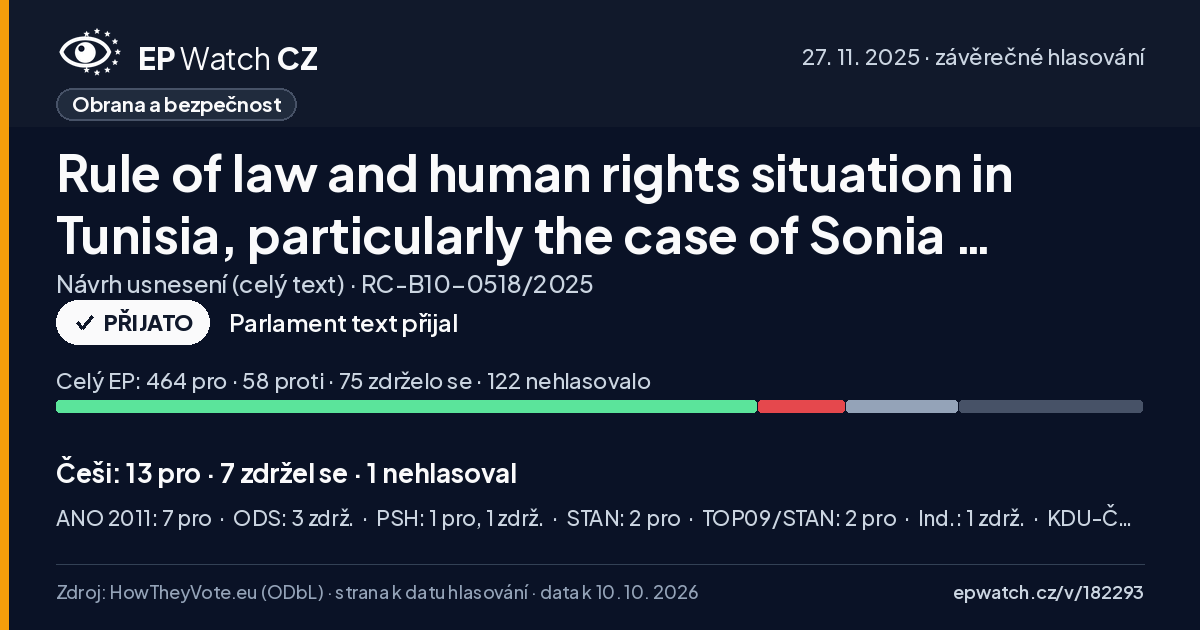 EP Watch CZ
27. 11. 2025 · závěrečné hlasování
Obrana a bezpečnost
Rule of law and human rights situation in
Tunisia, particularly the case of Sonia …
Návrh usnesení (celý text) · RC-B10-0518/2025
✓ PŘIJATO Parlament text přijal
Celý EP: 464 pro · 58 proti · 75 zdrželo se · 122 nehlasovalo
Češi: 13 pro · 7 zdržel se · 1 nehlasoval
ANO 2011: 7 pro · ODS: 3 zdrž. · PSH: 1 pro, 1 zdrž. · STAN: 2 pro · TOP09/STAN: 2 pro · Ind.: 1 zdrž. · KDU-Č…
Zdroj: HowTheyVote.eu (ODbL) · strana k datu hlasování · data k 10. 10. 2026
epwatch.cz/v/182293